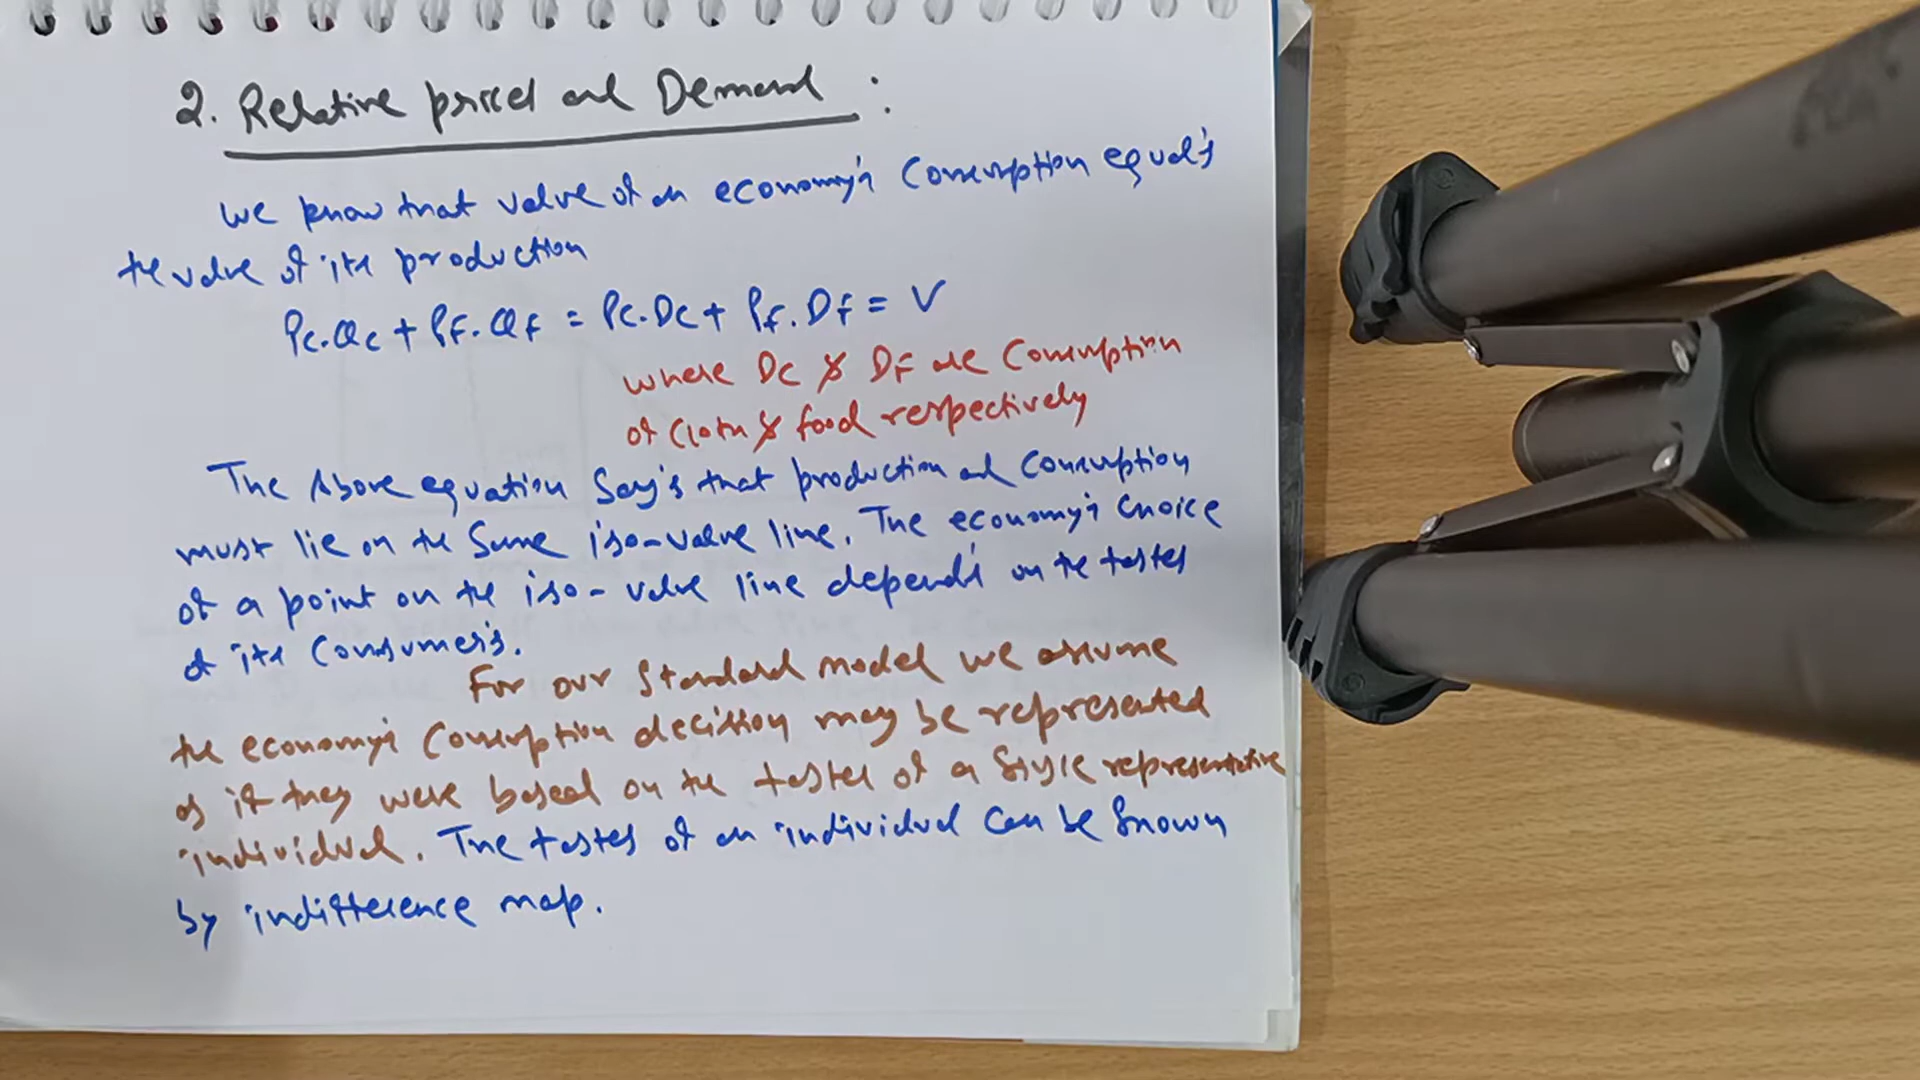 2. Relative prices and Demand :
We know that value of an economy's Consumption equal's
the value of its production
Pc.Qc + PF.QF = Pc.Dc + PF.DF = V
where Dc & DF are Consumption
of Cloth & food respectively
The Above equation Say's that production and Consumption
must lie on the Same iso-value line. The economy's Choice
of a point on the iso-value line depends on the tastes
of its Consumers.
For our Standard model we assume
the economy's Consumption decision may be represented
as if they were based on the tastes of a Single representative
individual. The tastes of an individual can be known
by indifference map.